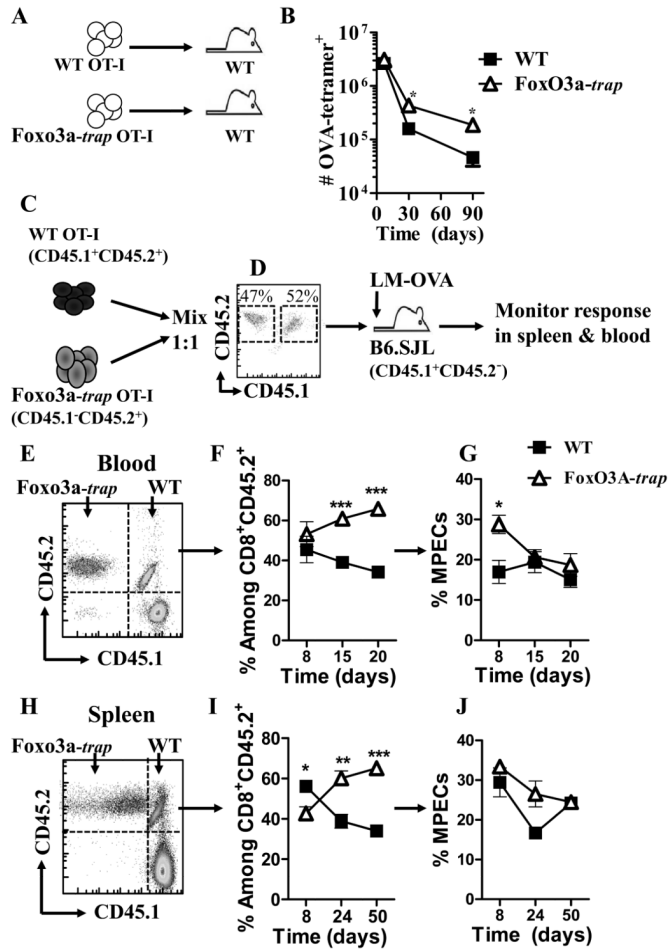 A
WT OT-I
WT
Foxo3a-trap OT-I
WT
B
# OVA-tetramer+
10^7
10^6
10^5
10^4
0 30 60 90
Time (days)
*
*
WT
FoxO3a-trap
C
WT OT-I
(CD45.1+CD45.2+)
Foxo3a-trap OT-I
(CD45.1-CD45.2+)
Mix
1:1
D
47% 52%
CD45.2
CD45.1
LM-OVA
B6.SJL
(CD45.1+CD45.2-)
Monitor response
in spleen & blood
E
Blood
Foxo3a-trap WT
CD45.2
CD45.1
F
% Among CD8+CD45.2+
80
60
40
20
0
*** ***
8 15 20
Time (days)
G
WT
FoxO3A-trap
% MPECs
40
30
20
10
0
*
8 15 20
Time (days)
H
Spleen
Foxo3a-trap WT
CD45.2
CD45.1
I
% Among CD8+CD45.2+
80
60
40
20
0
* ** ***
8 24 50
Time (days)
J
% MPECs
40
30
20
10
0
8 24 50
Time (days)